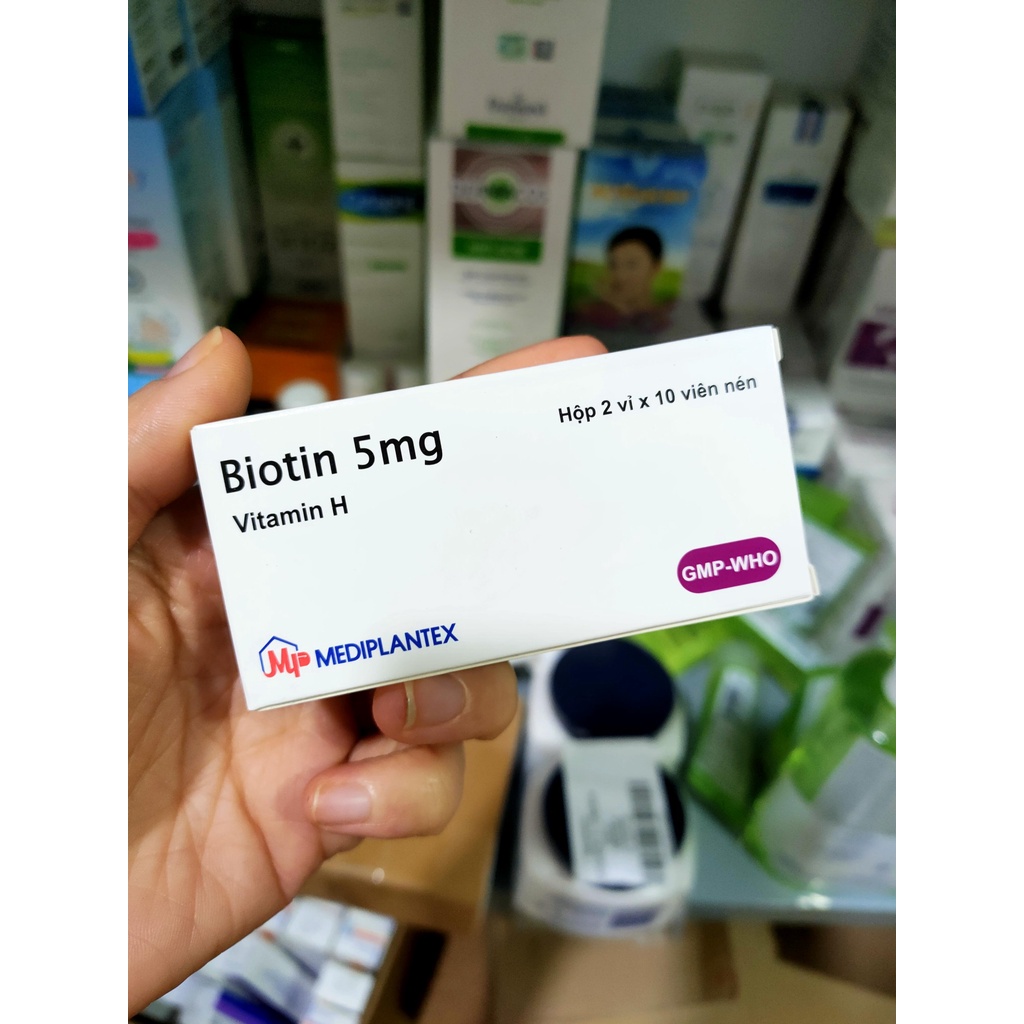 Biotin 5mg
Hộp 2 vỉ x 10 viên nén
Vitamin H
GMP-WHO
MP MEDIPLANTEX